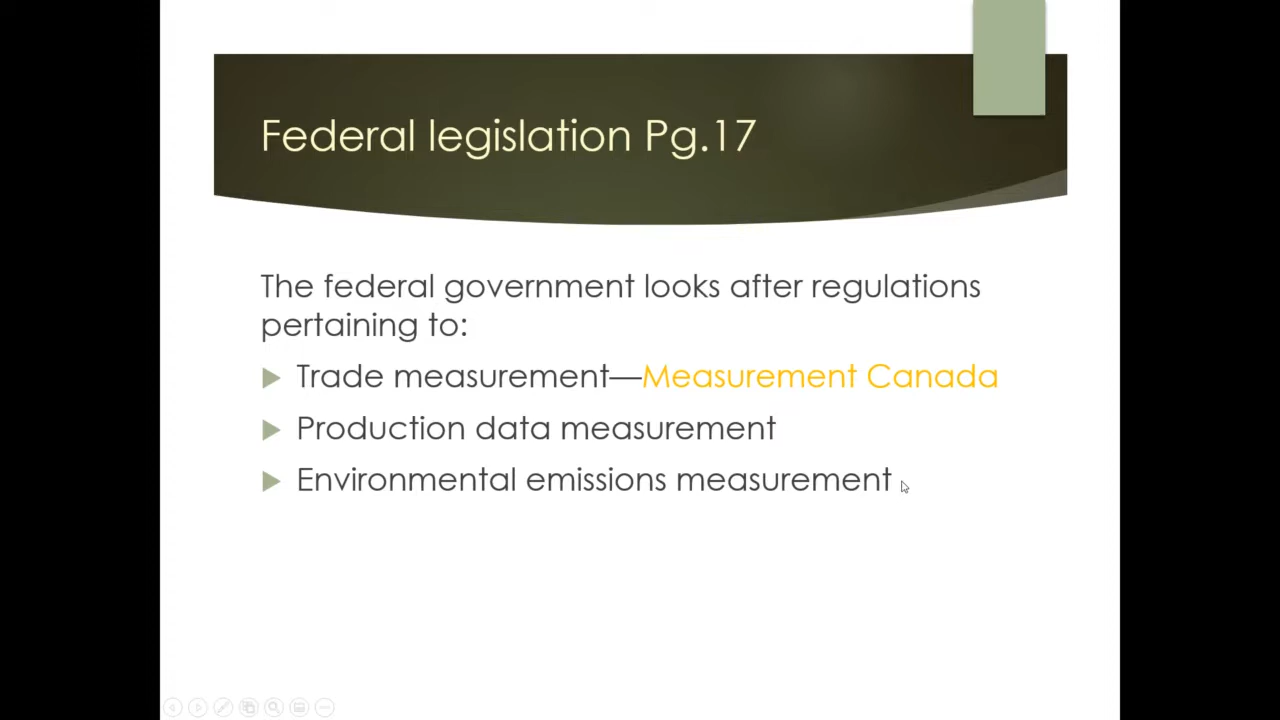 Federal legislation Pg.17
The federal government looks after regulations
pertaining to:
Trade measurement—Measurement Canada
Production data measurement
Environmental emissions measurement